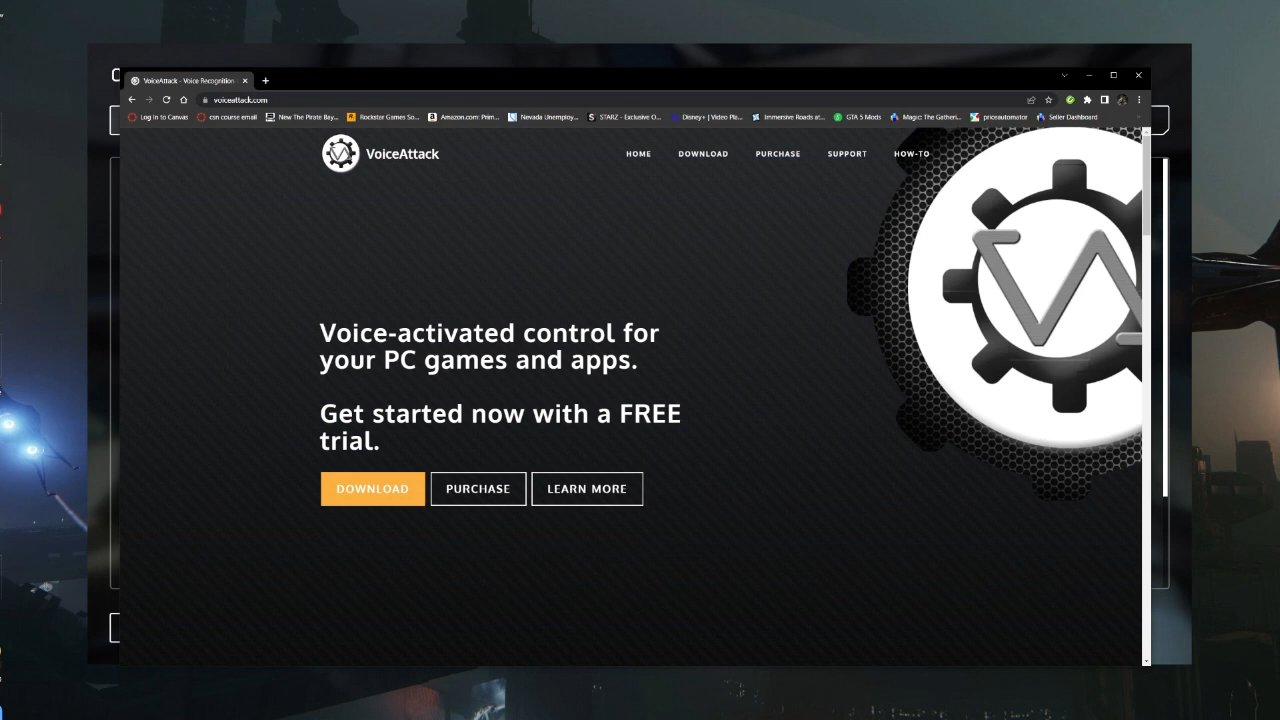 VoiceAttack - Voice Recognition
voiceattack.com
Log In to Canvas
csn course email
New The Pirate Bay...
Rockstar Games So...
Amazon.com: Prim...
Nevada Unemploy...
STARZ - Exclusive O...
Disney+ | Video Pla...
Immersive Roads at...
GTA 5 Mods
Magic: The Gatheri...
priceautomator
Seller Dashboard
VoiceAttack
HOME
DOWNLOAD
PURCHASE
SUPPORT
HOW-TO
VA
Voice-activated control for
your PC games and apps.
Get started now with a FREE
trial.
DOWNLOAD
PURCHASE
LEARN MORE